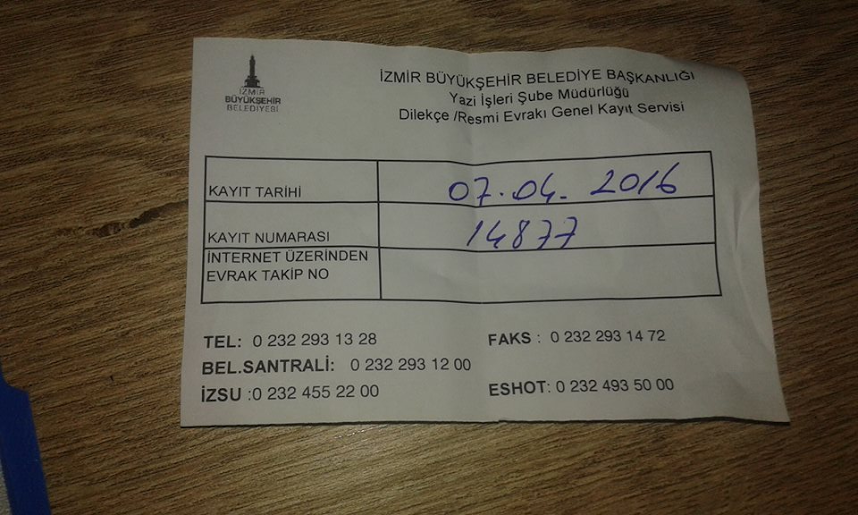 İZMİR
BÜYÜKŞEHİR
BELEDİYESİ
İZMİR BÜYÜKŞEHİR BELEDİYE BAŞKANLIĞI
Yazi İşleri Şube Müdürlüğü
Dilekçe /Resmi Evrakı Genel Kayıt Servisi
KAYIT TARİHİ 07.04.2016
KAYIT NUMARASI 14877
İNTERNET ÜZERİNDEN
EVRAK TAKİP NO
TEL: 0 232 293 13 28 FAKS : 0 232 293 14 72
BEL.SANTRALİ: 0 232 293 12 00
İZSU :0 232 455 22 00 ESHOT: 0 232 493 50 00